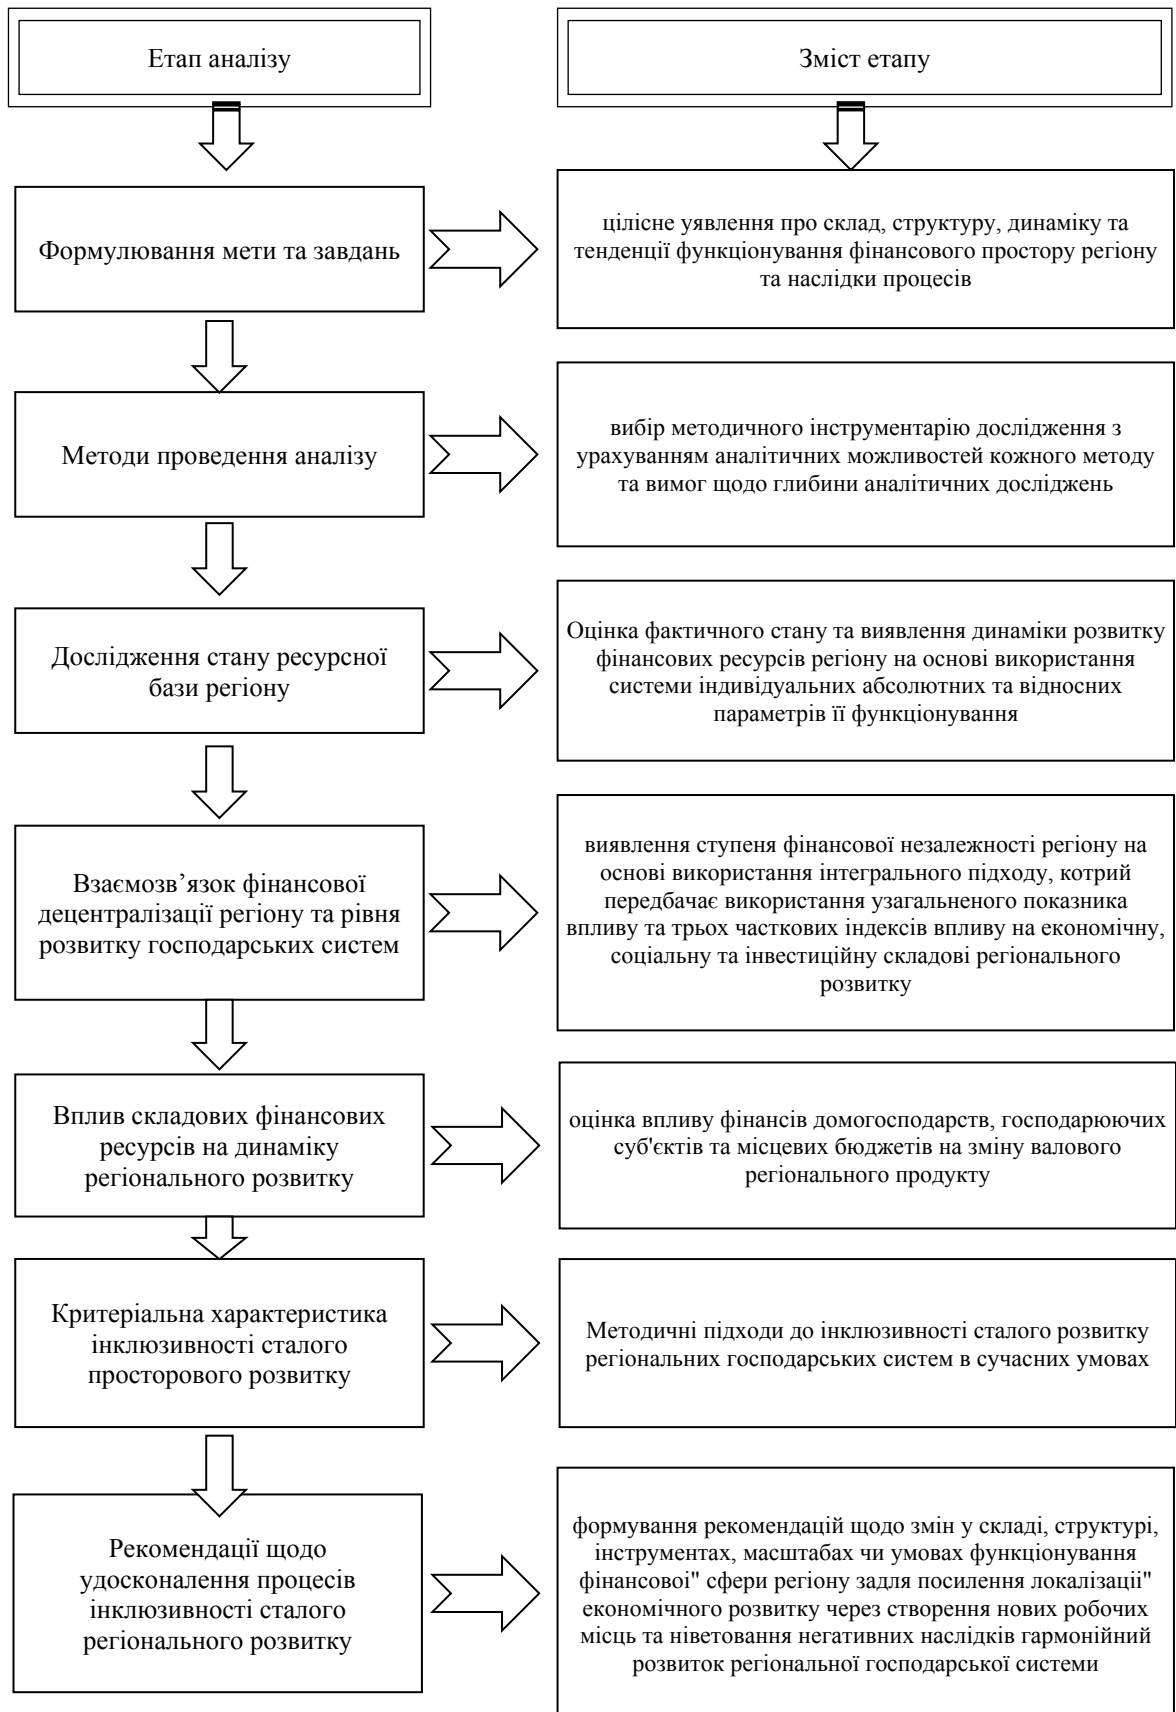 Етап аналізу
Зміст етапу
Формулювання мети та завдань
цілісне уявлення про склад, структуру, динаміку та
тенденції функціонування фінансового простору регіону
та наслідки процесів
Методи проведення аналізу
вибір методичного інструментарію дослідження з
урахуванням аналітичних можливостей кожного методу
та вимог щодо глибини аналітичних досліджень
Дослідження стану ресурсної
бази регіону
Оцінка фактичного стану та виявлення динаміки розвитку
фінансових ресурсів регіону на основі використання
системи індивідуальних абсолютних та відносних
параметрів її функціонування
Взаємозв’язок фінансової
децентралізації регіону та рівня
розвитку господарських систем
виявлення ступеня фінансової незалежності регіону на
основі використання інтегрального підходу, котрий
передбачає використання узагальненого показника
впливу та трьох часткових індексів впливу на економічну,
соціальну та інвестиційну складові регіонального
розвитку
Вплив складових фінансових
ресурсів на динаміку
регіонального розвитку
оцінка впливу фінансів домогосподарств, господарюючих
суб'єктів та місцевих бюджетів на зміну валового
регіонального продукту
Критеріальна характеристика
інклюзивності сталого
просторового розвитку
Методичні підходи до інклюзивності сталого розвитку
регіональних господарських систем в сучасних умовах
Рекомендації щодо
удосконалення процесів
інклюзивності сталого
регіонального розвитку
формування рекомендацій щодо змін у складі, структурі,
інструментах, масштабах чи умовах функціонування
фінансовоі" сфери регіону задля посилення локалізаціі"
економічного розвитку через створення нових робочих
місць та ніветовання негативних наслідків гармонійний
розвиток регіональної господарської системи